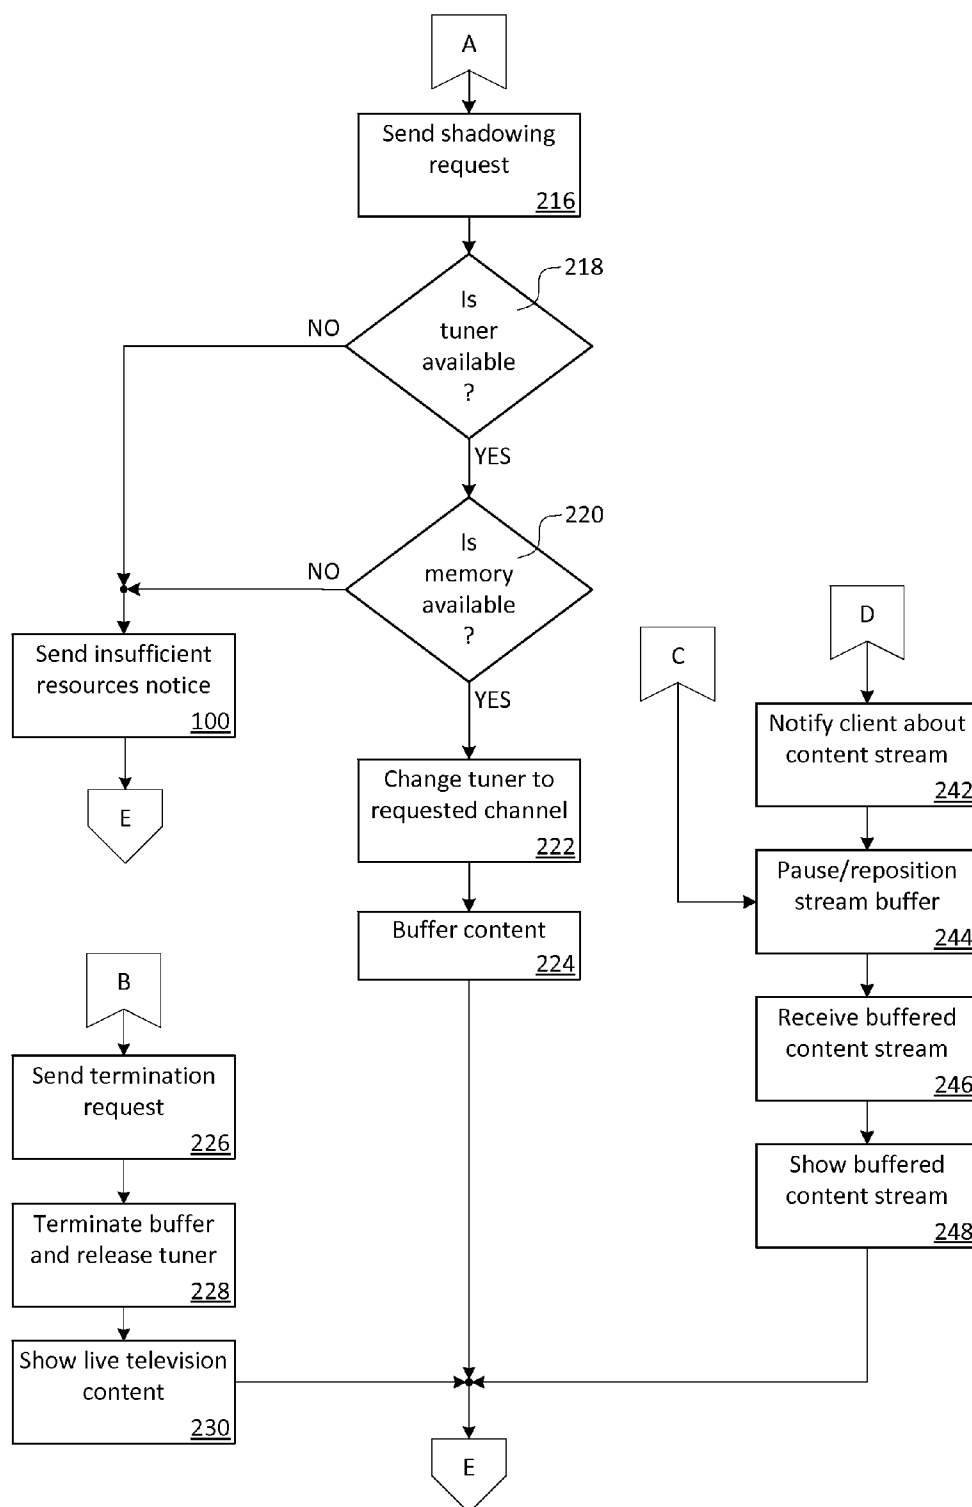 A
Send shadowing
request
216
218
Is
tuner
available
?
NO
YES
220
Is
memory
available
?
NO
YES
Send insufficient
resources notice
100
E
Change tuner to
requested channel
222
Buffer content
224
B
Send termination
request
226
Terminate buffer
and release tuner
228
Show live television
content
230
C
D
Notify client about
content stream
242
Pause/reposition
stream buffer
244
Receive buffered
content stream
246
Show buffered
content stream
248
E